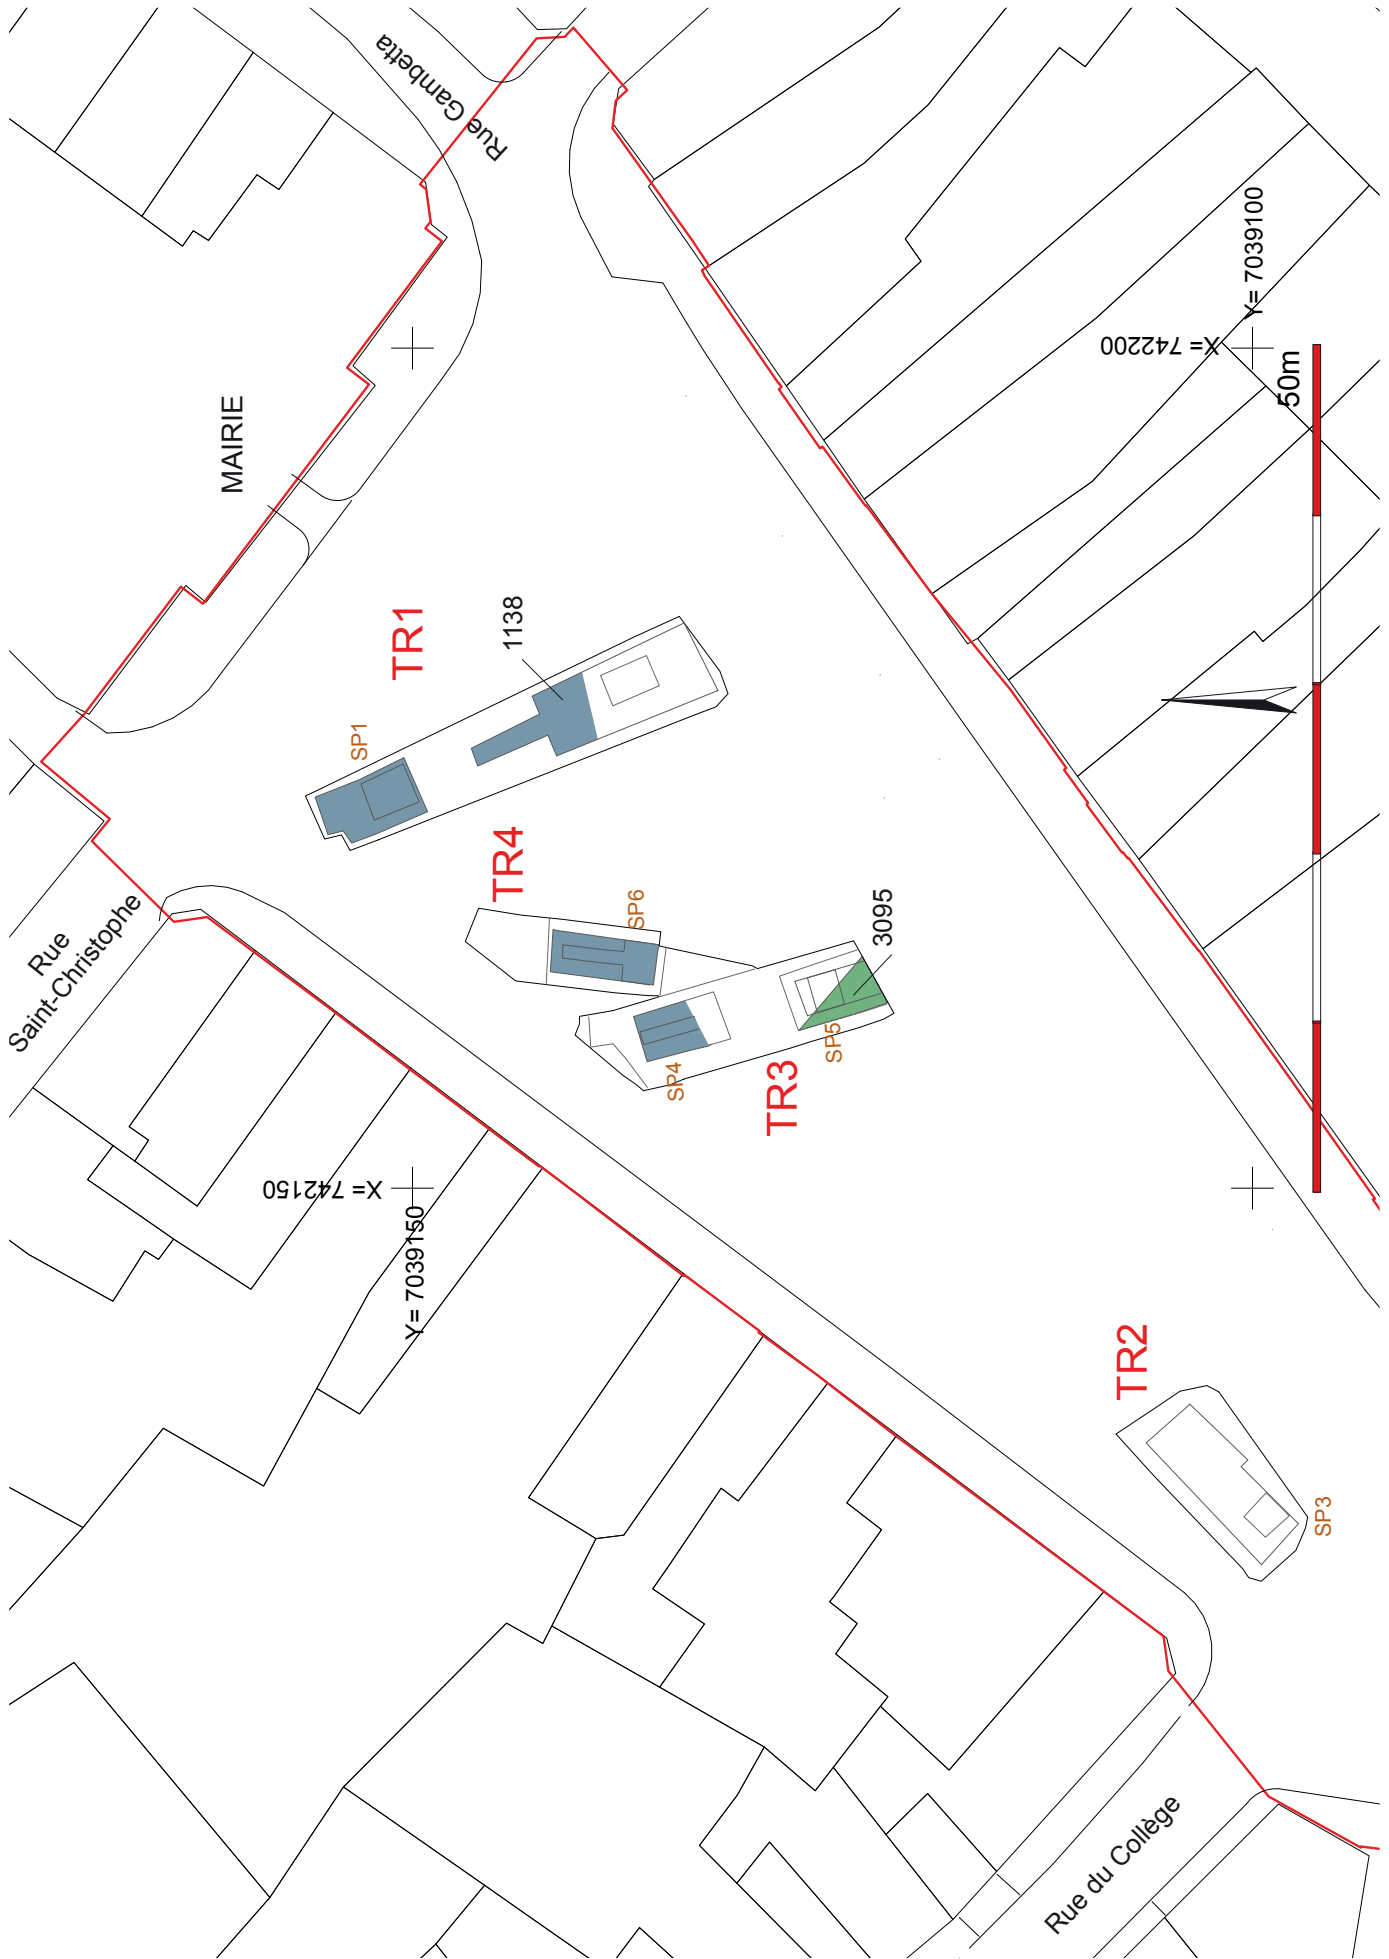 Rue Gambetta
MAIRIE
Y= 7039100
X= 742200
50m
TR1
1138
SP1
TR4
SP6
3095
Rue
Saint-Christophe
SP5
SP4
TR3
X= 742150
Y= 7039150
TR2
SP3
Rue du Collège